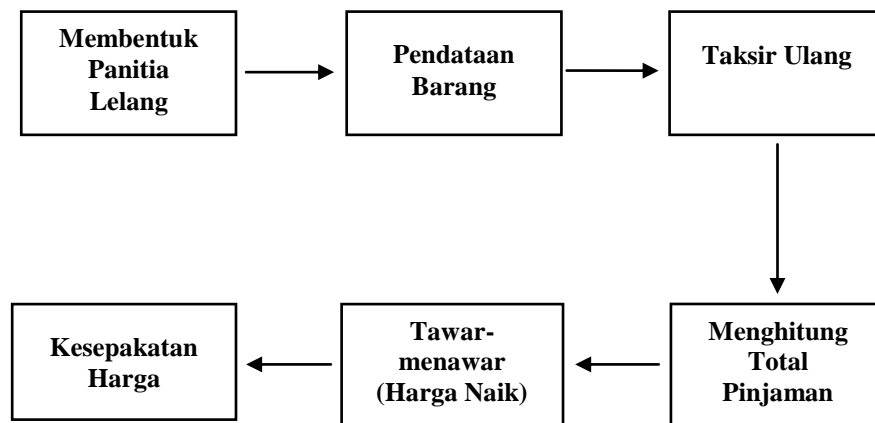 Membentuk
Panitia
Lelang
Pendataan
Barang
Taksir Ulang
Menghitung
Total
Pinjaman
Tawar-
menawar
(Harga Naik)
Kesepakatan
Harga